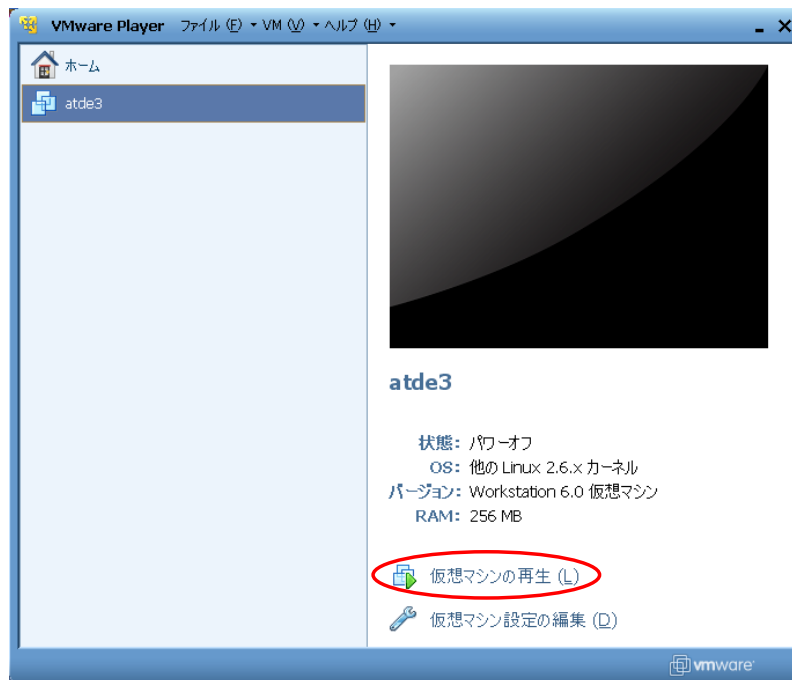 VMware Player ファイル (F) VM (V) ヘルプ (H)
ホーム
atde3
atde3
状態: パワーオフ
OS: 他の Linux 2.6.x カーネル
バージョン: Workstation 6.0 仮想マシン
RAM: 256 MB
仮想マシンの再生 (L)
仮想マシン設定の編集 (D)
vmware